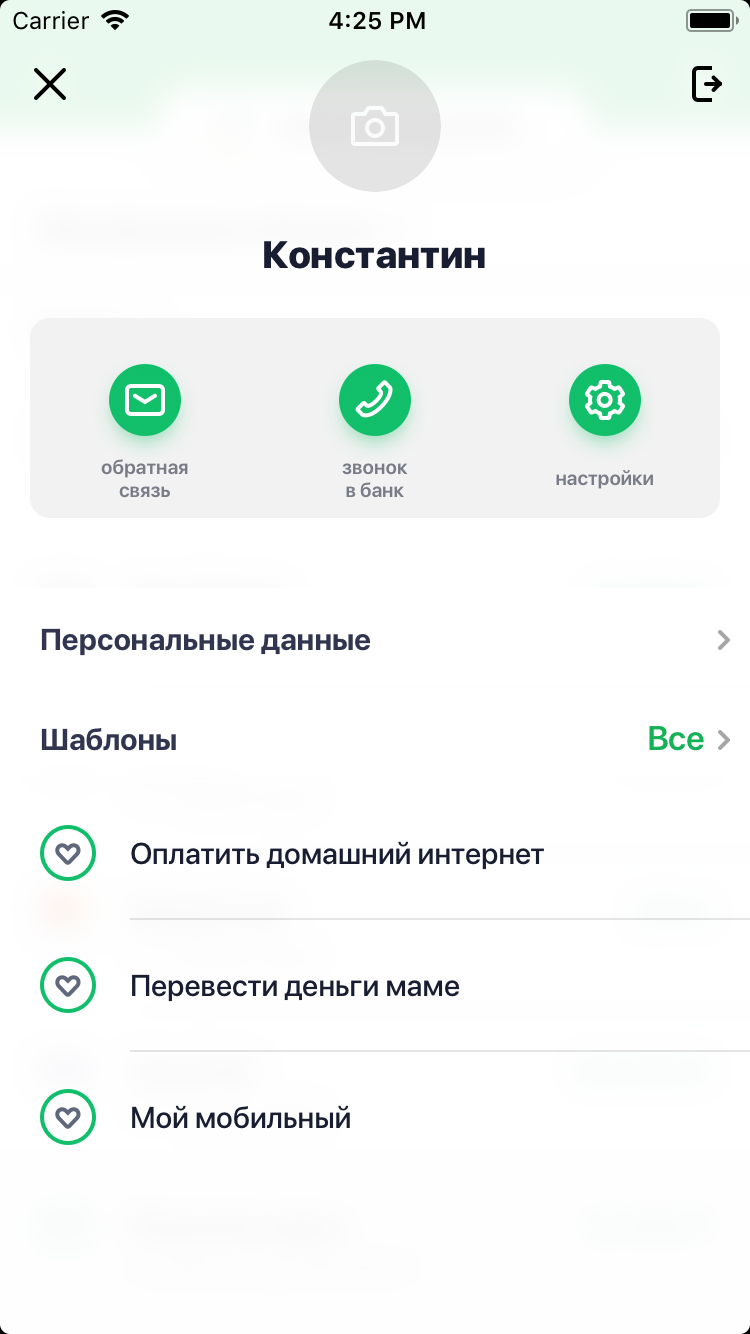 Carrier 4:25 PM
Константин
обратная
связь
звонок
в банк
настройки
Персональные данные
Шаблоны Все
Оплатить домашний интернет
Перевести деньги маме
Мой мобильный